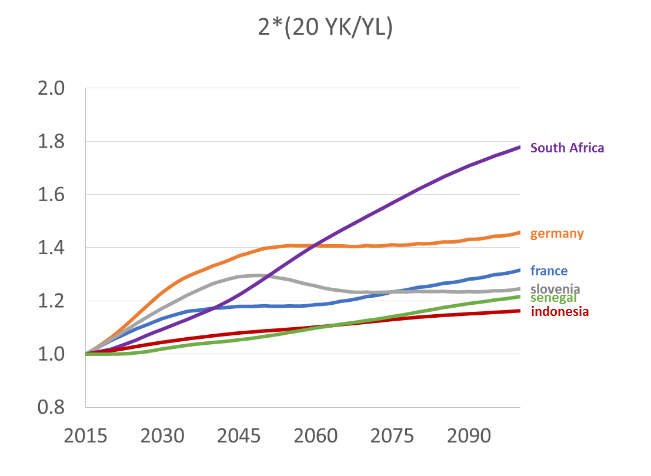 2*(20 YK/YL)
2.0
1.8
South Africa
1.6
1.4
germany
france
1.2
slovenia
senegal
indonesia
1.0
0.8
2015 2030 2045 2060 2075 2090